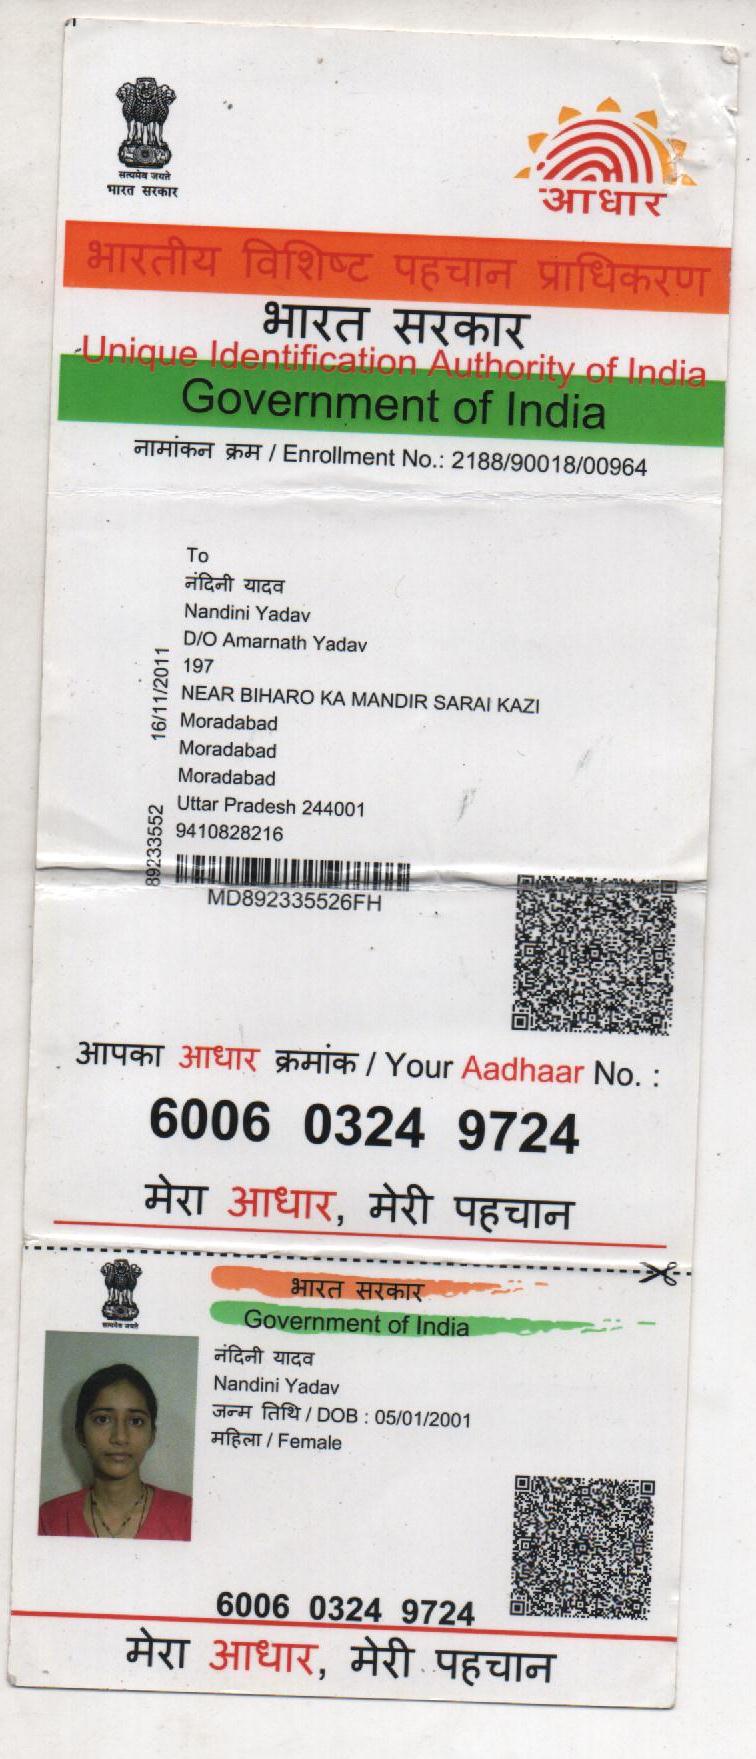 सत्यमेव जयते
भारत सरकार
आधार
भारतीय विशिष्ट पहचान प्राधिकरण
भारत सरकार
Unique Identification Authority of India
Government of India
नामांकन क्रम / Enrollment No.: 2188/90018/00964
To
नंदिनी यादव
Nandini Yadav
D/O Amarnath Yadav
197
NEAR BIHARO KA MANDIR SARAI KAZI
Moradabad
Moradabad
Moradabad
Uttar Pradesh 244001
9410828216
16/11/2011
89233552
MD892335526FH
आपका आधार क्रमांक / Your Aadhaar No. :
6006 0324 9724
मेरा आधार, मेरी पहचान
सत्यमेव जयते
भारत सरकार
Government of India
नंदिनी यादव
Nandini Yadav
जन्म तिथि / DOB : 05/01/2001
महिला / Female
6006 0324 9724
मेरा आधार, मेरी पहचान